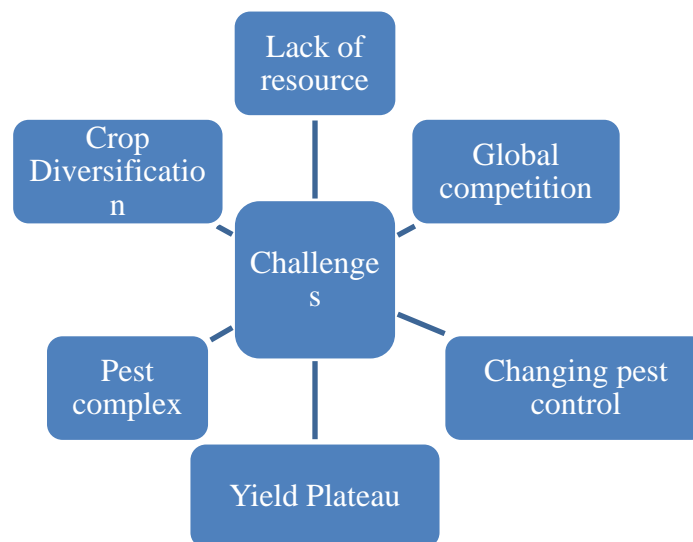 Lack of
resource
Crop
Diversificatio
n
Global
competition
Challenge
s
Pest
complex
Changing pest
control
Yield Plateau